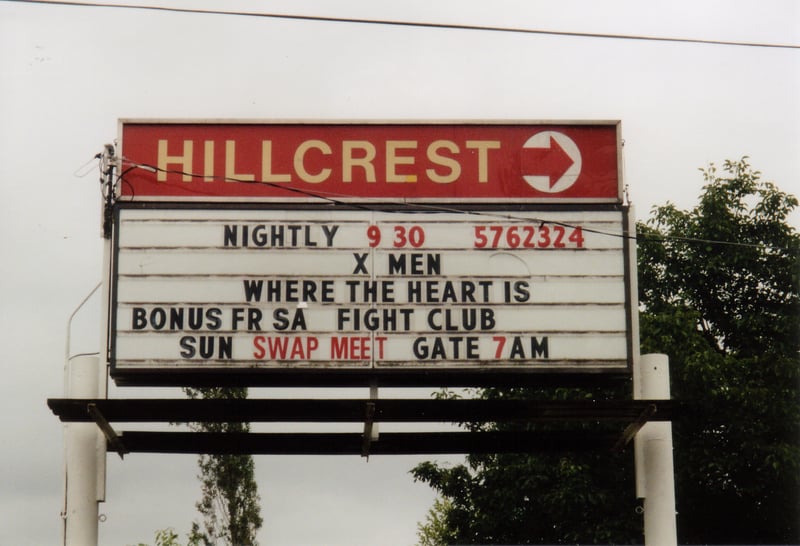 HILLCREST
NIGHTLY 9 30 5762324
X MEN
WHERE THE HEART IS
BONUS FR SA FIGHT CLUB
SUN SWAP MEET GATE 7AM